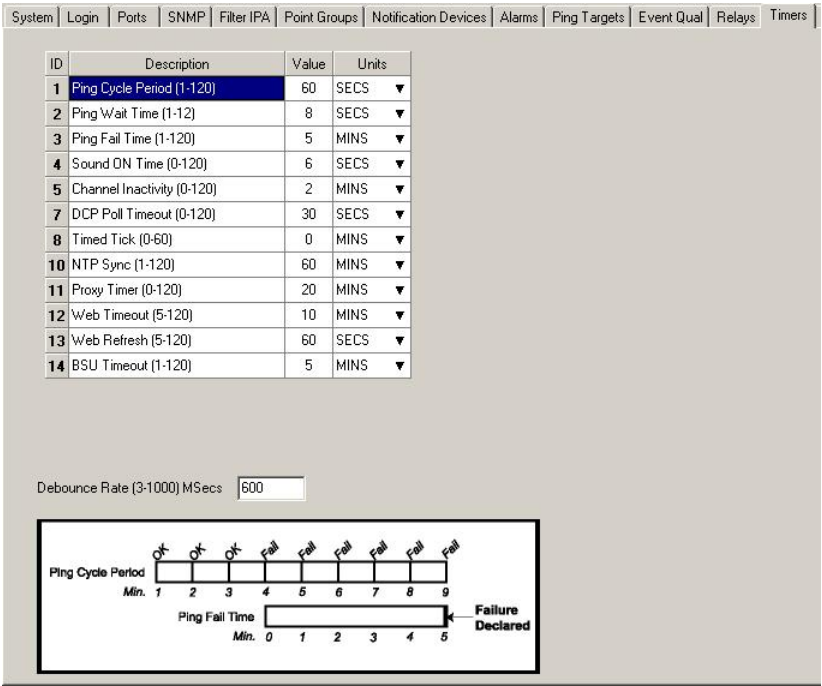 System Login Ports SNMP Filter IPA Point Groups Notification Devices Alarms Ping Targets Event Qual Relays Timers
ID Description Value Units
1 Ping Cycle Period (1-120) 60 SECS
2 Ping Wait Time (1-12) 8 SECS
3 Ping Fail Time (1-120) 5 MINS
4 Sound ON Time (0-120) 6 SECS
5 Channel Inactivity (0-120) 2 MINS
7 DCP Poll Timeout (0-120) 30 SECS
8 Timed Tick (0-60) 0 MINS
10 NTP Sync (1-120) 60 MINS
11 Proxy Timer (0-120) 20 MINS
12 Web Timeout (5-120) 10 MINS
13 Web Refresh (5-120) 60 SECS
14 BSU Timeout (1-120) 5 MINS
Debounce Rate (3-1000) MSecs 600
OK OK OK Fail Fail Fail Fail Fail Fail
Ping Cycle Period
Min. 1 2 3 4 5 6 7 8 9
Ping Fail Time
Failure
Declared
Min. 0 1 2 3 4 5